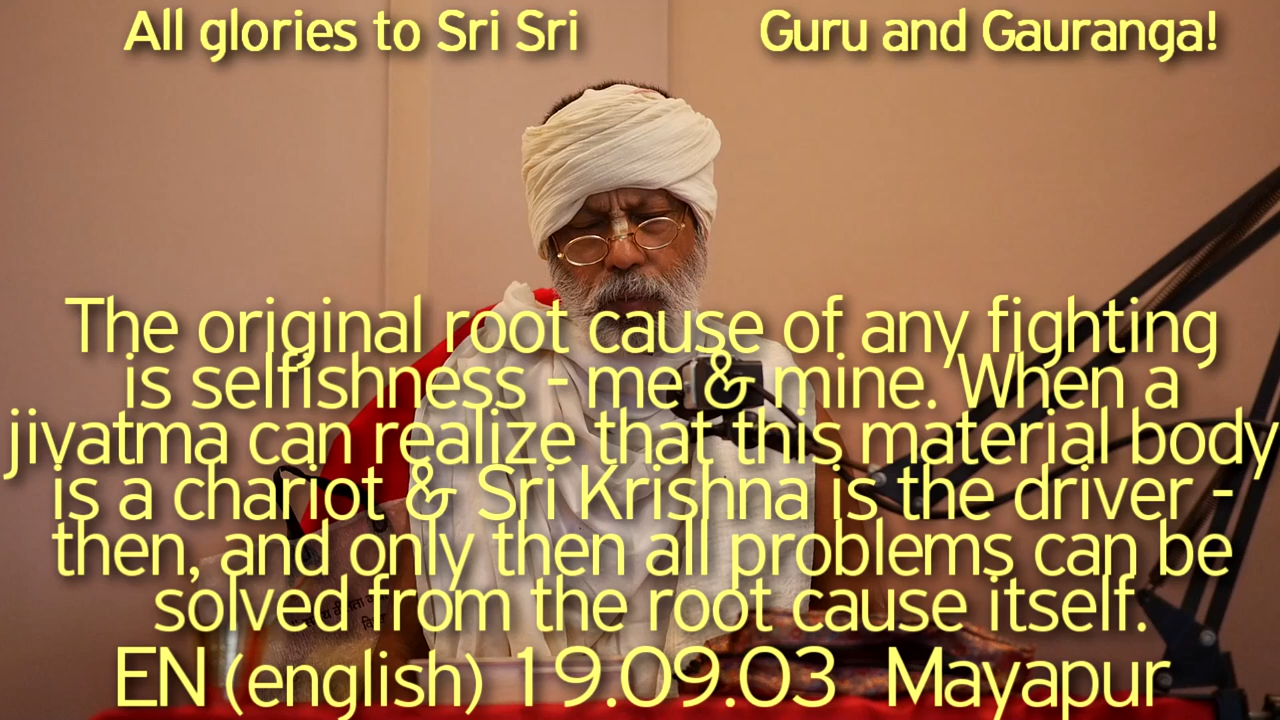 All glories to Sri Sri Guru and Gauranga!
The original root cause of any fighting
is selfishness - me & mine. When a
jivatma can realize that this material body
is a chariot & Sri Krishna is the driver -
then, and only then all problems can be
solved from the root cause itself.
EN (english) 19.09.03 Mayapur